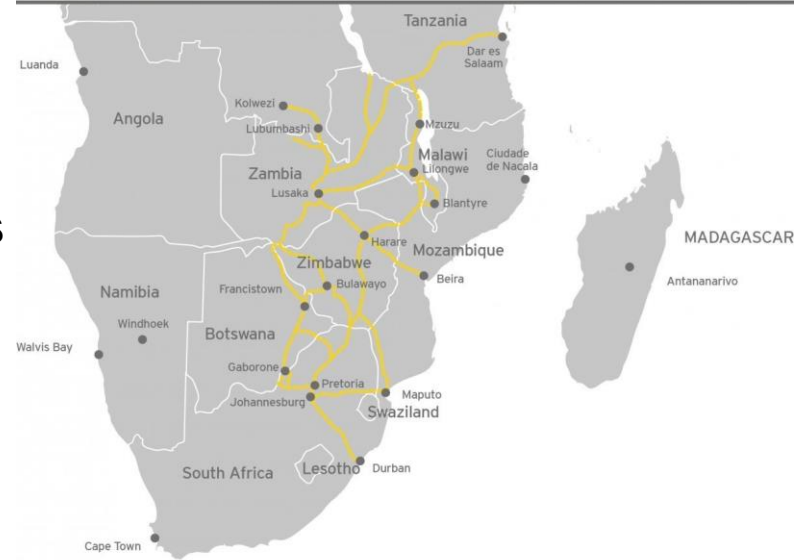 Tanzania
Dar es
Salaam
Luanda
Kolwezi
Angola
Lubumbashi
Mzuzu
Malawi
Ciudade
de Nacala
Zambia
Lilongwe
Lusaka
Blantyre
s
Harare
Mozambique
MADAGASCAR
Zimbabwe
Beira
Antananarivo
Namibia
Francistown
Bulawayo
Windhoek
Botswana
Walvis Bay
Gaborone
Pretoria
Johannesburg
Maputo
Swaziland
South Africa
Lesotho
Durban
Cape Town